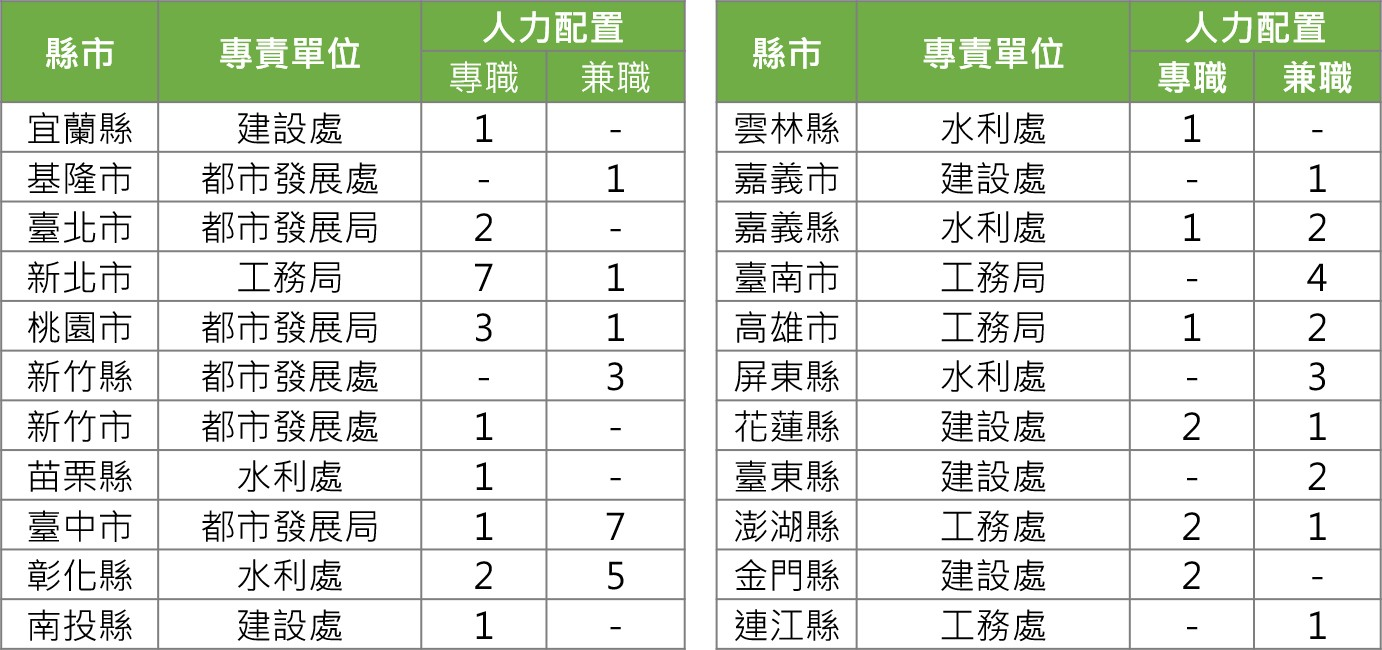 縣市 專責單位 人力配置
專職 兼職
宜蘭縣 建設處 1 -
基隆市 都市發展處 - 1
臺北市 都市發展局 2 -
新北市 工務局 7 1
桃園市 都市發展局 3 1
新竹縣 都市發展處 - 3
新竹市 都市發展處 1 -
苗栗縣 水利處 1 -
臺中市 都市發展局 1 7
彰化縣 水利處 2 5
南投縣 建設處 1 -
縣市 專責單位 人力配置
專職 兼職
雲林縣 水利處 1 -
嘉義市 建設處 - 1
嘉義縣 水利處 1 2
臺南市 工務局 - 4
高雄市 工務局 1 2
屏東縣 水利處 - 3
花蓮縣 建設處 2 1
臺東縣 建設處 - 2
澎湖縣 工務處 2 1
金門縣 建設處 2 -
連江縣 工務處 - 1